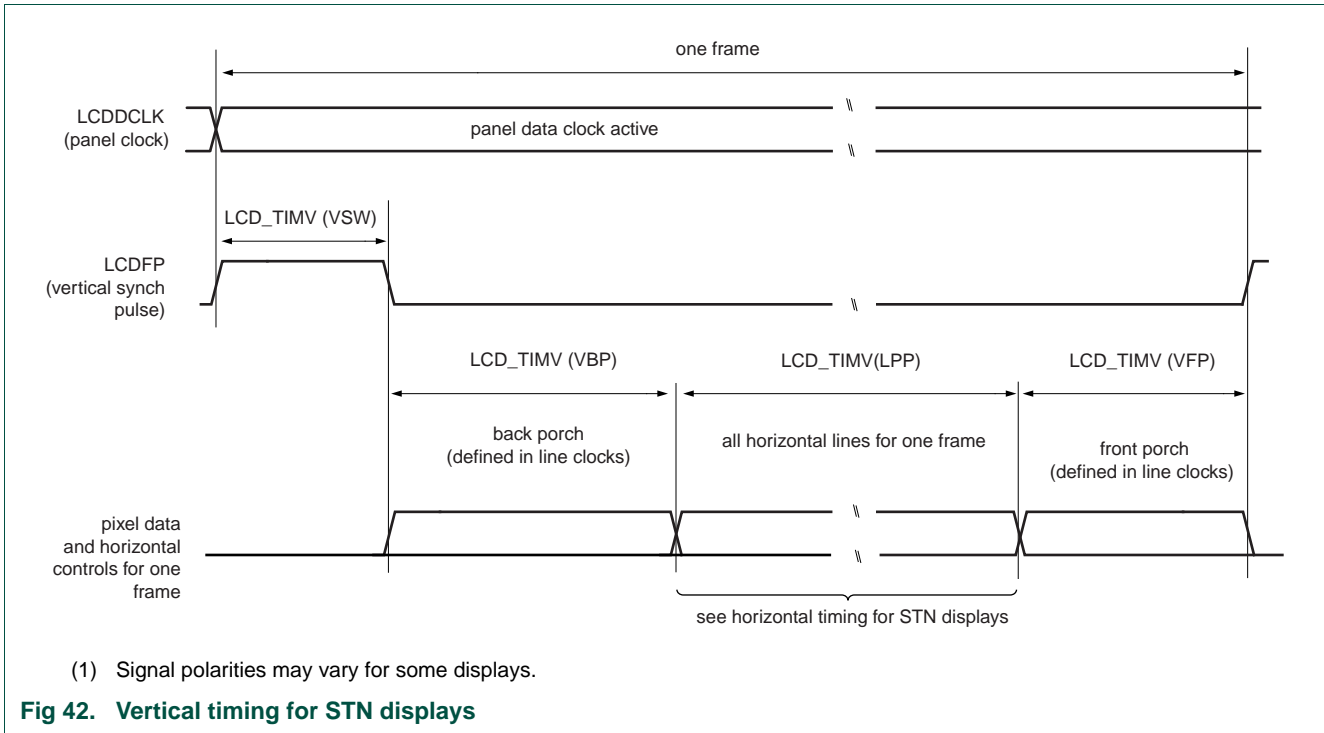 one frame
LCDDCLK
(panel clock)
panel data clock active
LCD_TIMV (VSW)
LCDFP
(vertical synch
pulse)
LCD_TIMV (VBP)
LCD_TIMV(LPP)
LCD_TIMV (VFP)
back porch
(defined in line clocks)
all horizontal lines for one frame
front porch
(defined in line clocks)
pixel data
and horizontal
controls for one
frame
see horizontal timing for STN displays
(1) Signal polarities may vary for some displays.
Fig 42. Vertical timing for STN displays